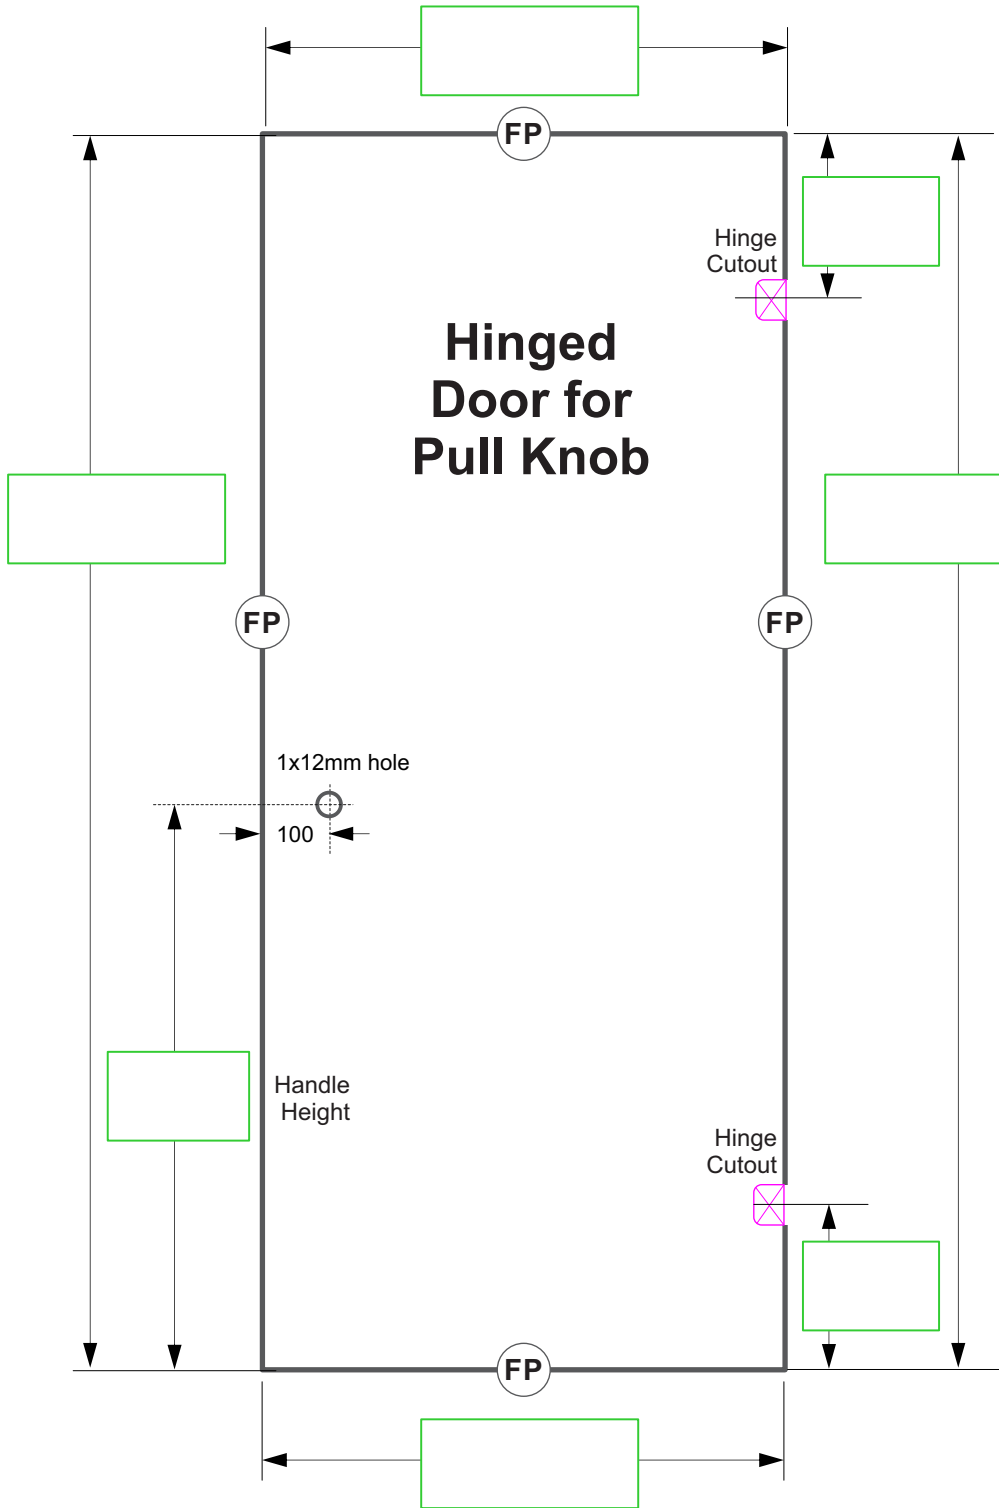 FP
Hinge
Cutout
Hinged
Door for
Pull Knob
FP
FP
1x12mm hole
100
Handle
Height
Hinge
Cutout
FP